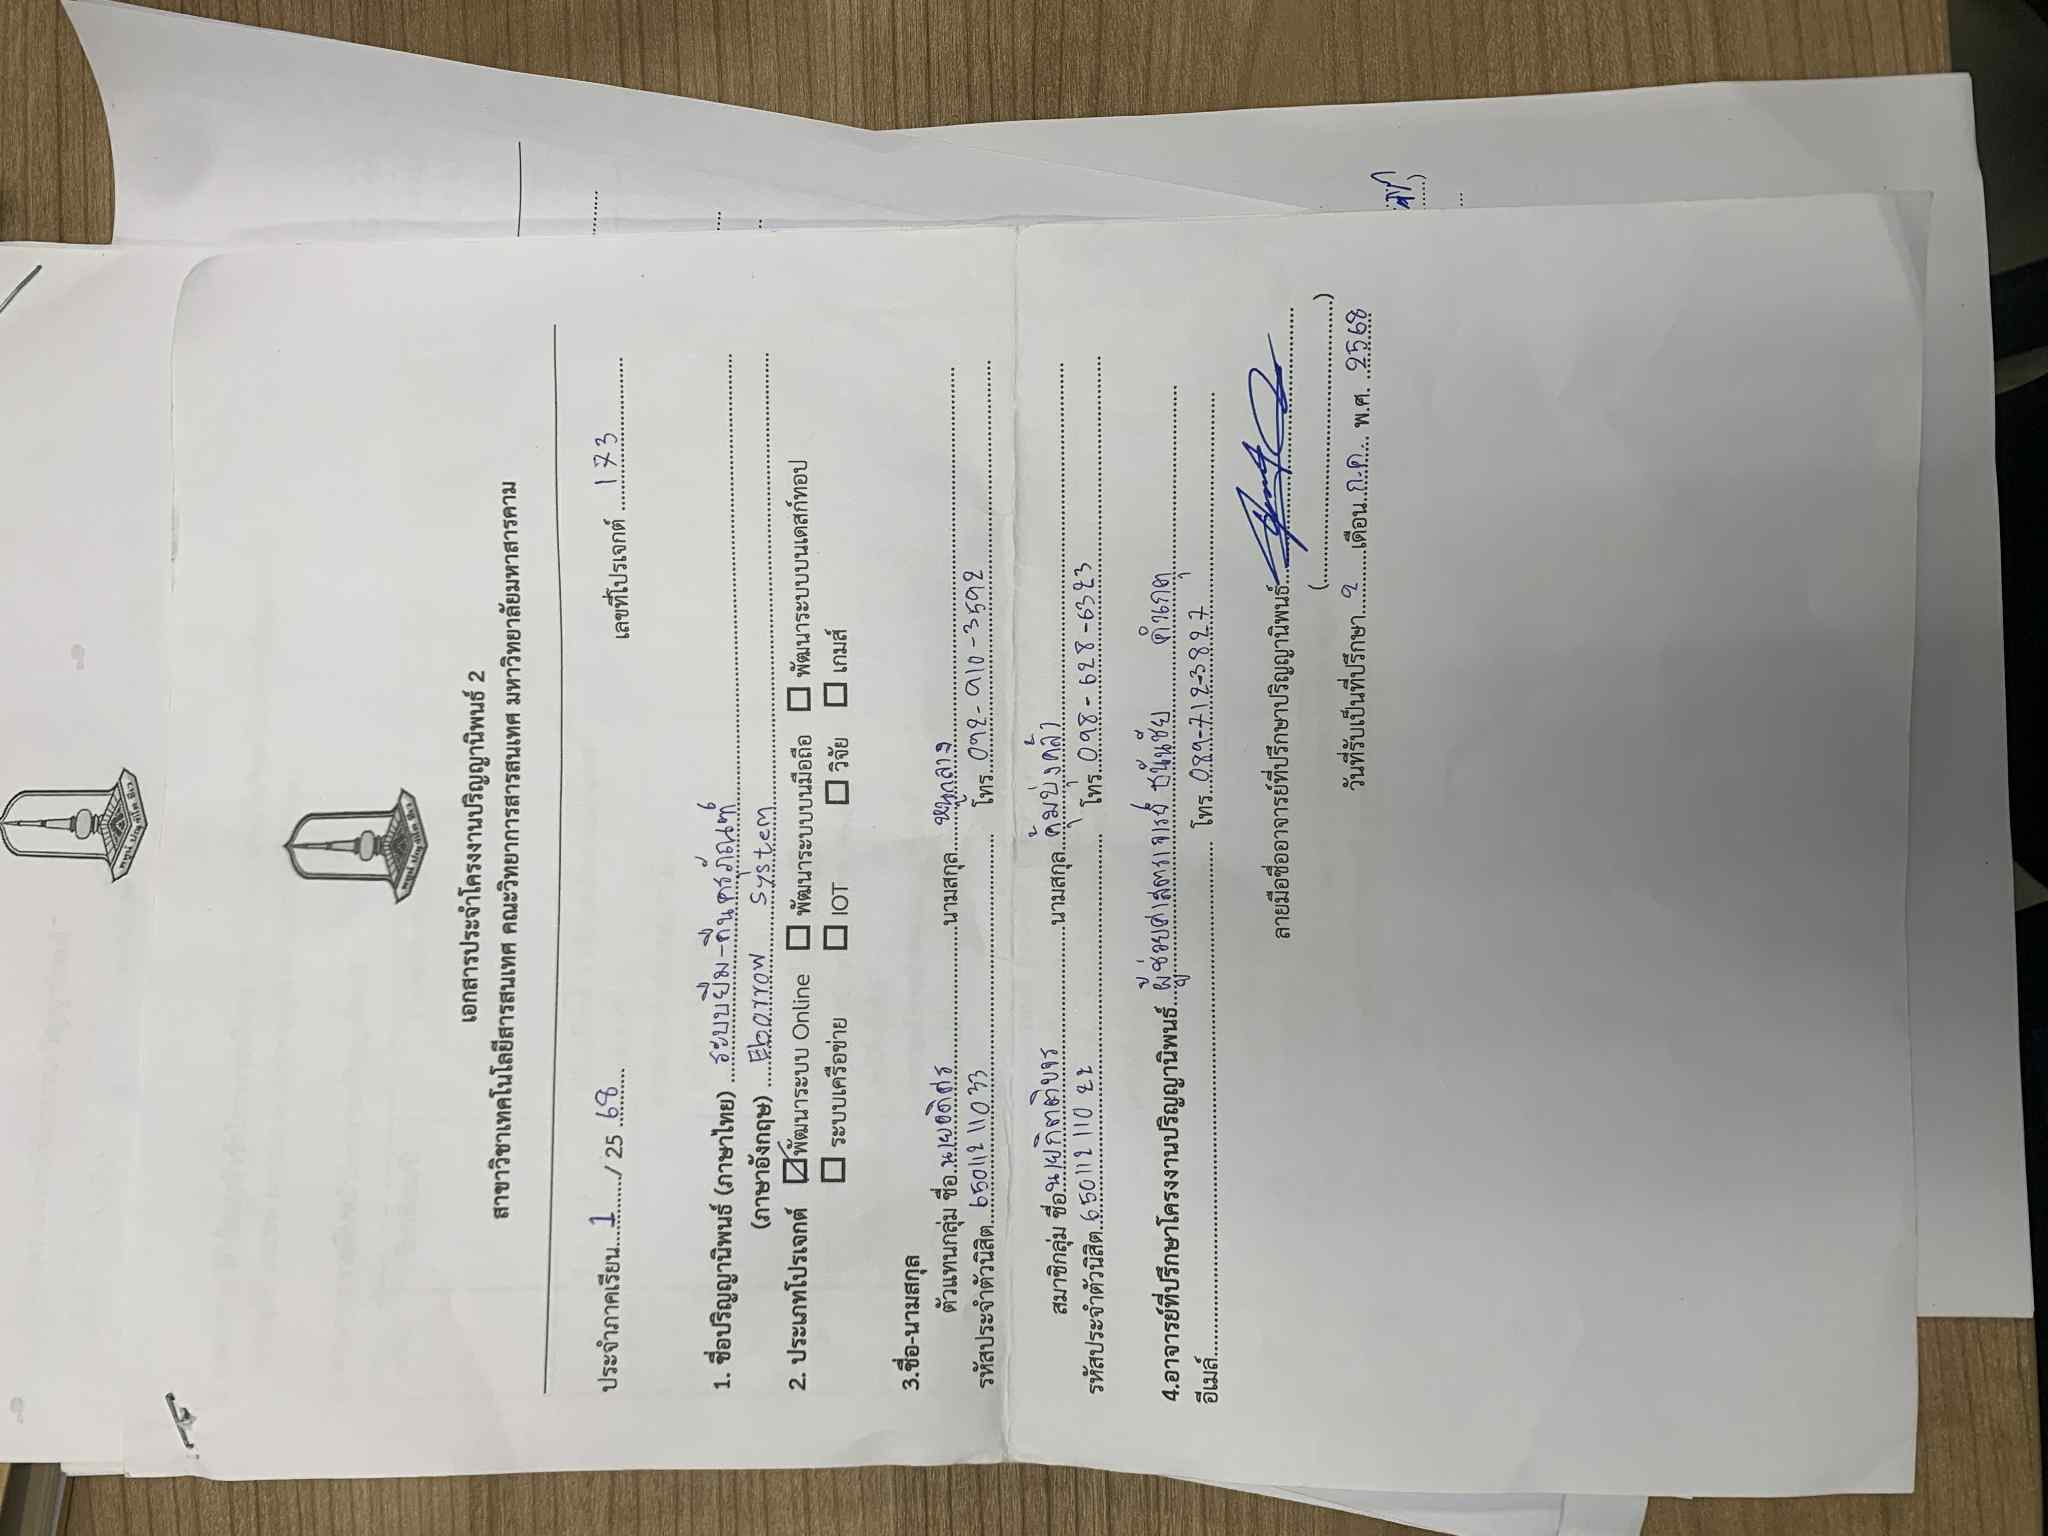 พหูนํ ปณฺฑิโต ชีเว
พหูนํ ปณฺฑิโต ชีเว
เอกสารประจำโครงงานปริญญานิพนธ์ 2
สาขาวิชาเทคโนโลยีสารสนเทศ คณะวิทยาการสารสนเทศ มหาวิทยาลัยมหาสารคาม
ประจำภาคเรียน 1 / 25 68 เลขที่โปรเจกต์ 173
1. ชื่อปริญญานิพนธ์ (ภาษาไทย) ระบบยืม-คืนครุภัณฑ์
(ภาษาอังกฤษ) Eborrow System
2. ประเภทโปรเจกต์ ☑ พัฒนาระบบ Online ☐ พัฒนาระบบบนมือถือ ☐ พัฒนาระบบบนเดสก์ทอป
☐ ระบบเครือข่าย ☐ IOT ☐ วิจัย ☐ เกมส์
3.ชื่อ-นามสกุล
ตัวแทนกลุ่ม ชื่อ นายอดิศร นามสกุล หนูกลาง
รหัสประจำตัวนิสิต 65011211033 โทร. 092-910-3592
สมาชิกลุ่ม ชื่อ นายกิตติขจร นามสกุล คุ้มบุ่งคล้า
รหัสประจำตัวนิสิต 65011211022 โทร. 098-628-6323
4.อาจารย์ที่ปรึกษาโครงงานปริญญานิพนธ์ ผู้ช่วยศาสตราจารย์ ธนันชัย คำเกตุ
อีเมล์ โทร. 089-712-3827
ลายมือชื่ออาจารย์ที่ปรึกษาปริญญานิพนธ์
( )
วันที่รับเป็นที่ปรึกษา 2 เดือน ก.ค. พ.ศ. 2568